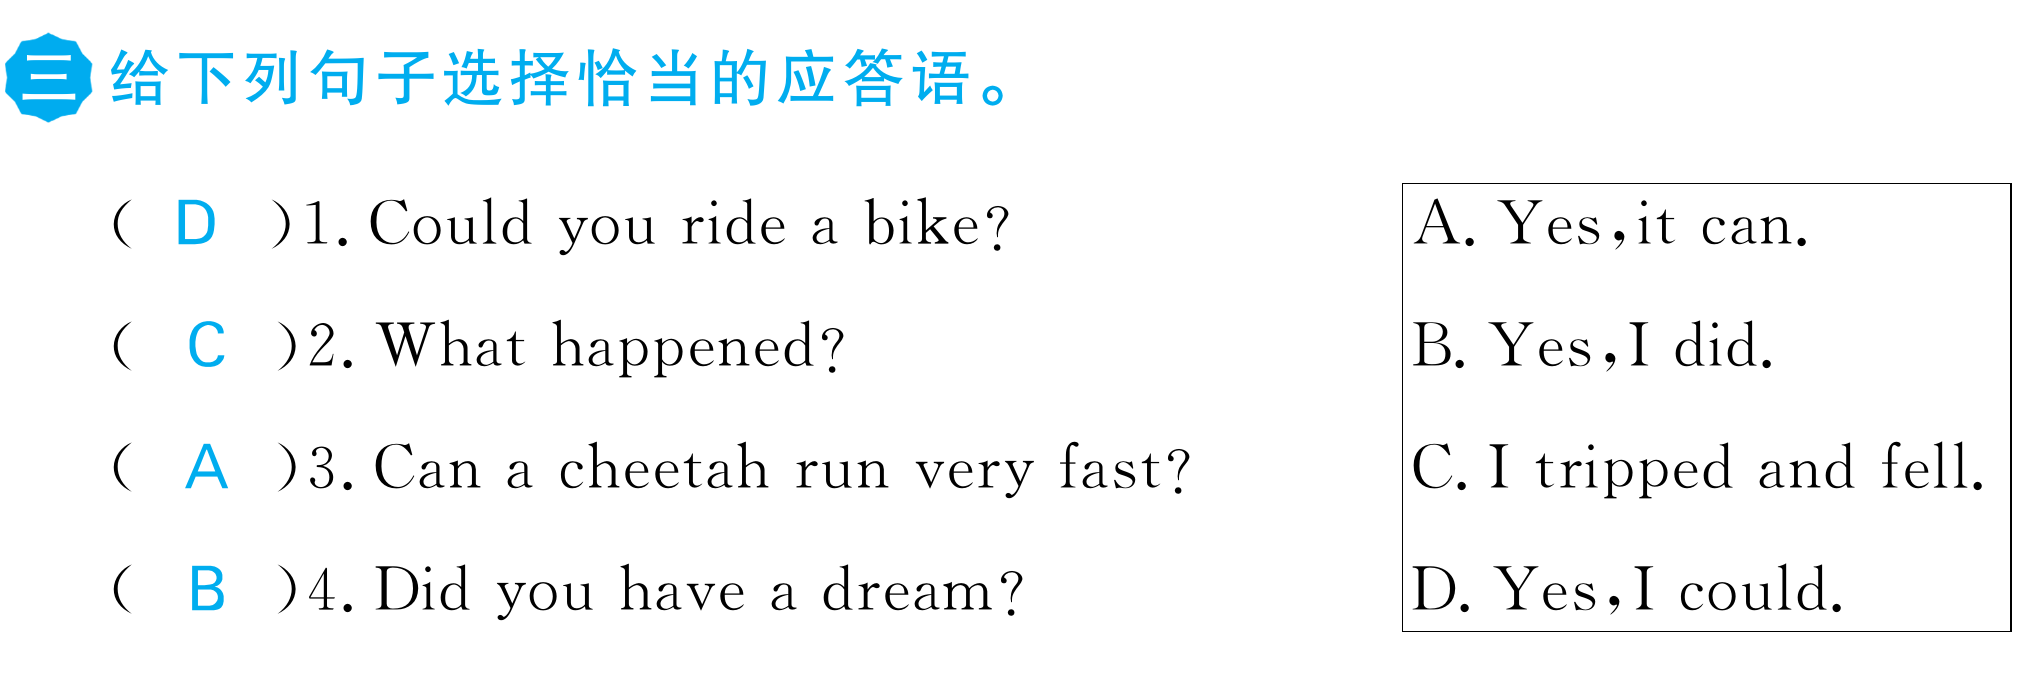 三 给下列句子选择恰当的应答语。
( D )1. Could you ride a bike?
( C )2. What happened?
( A )3. Can a cheetah run very fast?
( B )4. Did you have a dream?
A. Yes,it can.
B. Yes,I did.
C. I tripped and fell.
D. Yes,I could.